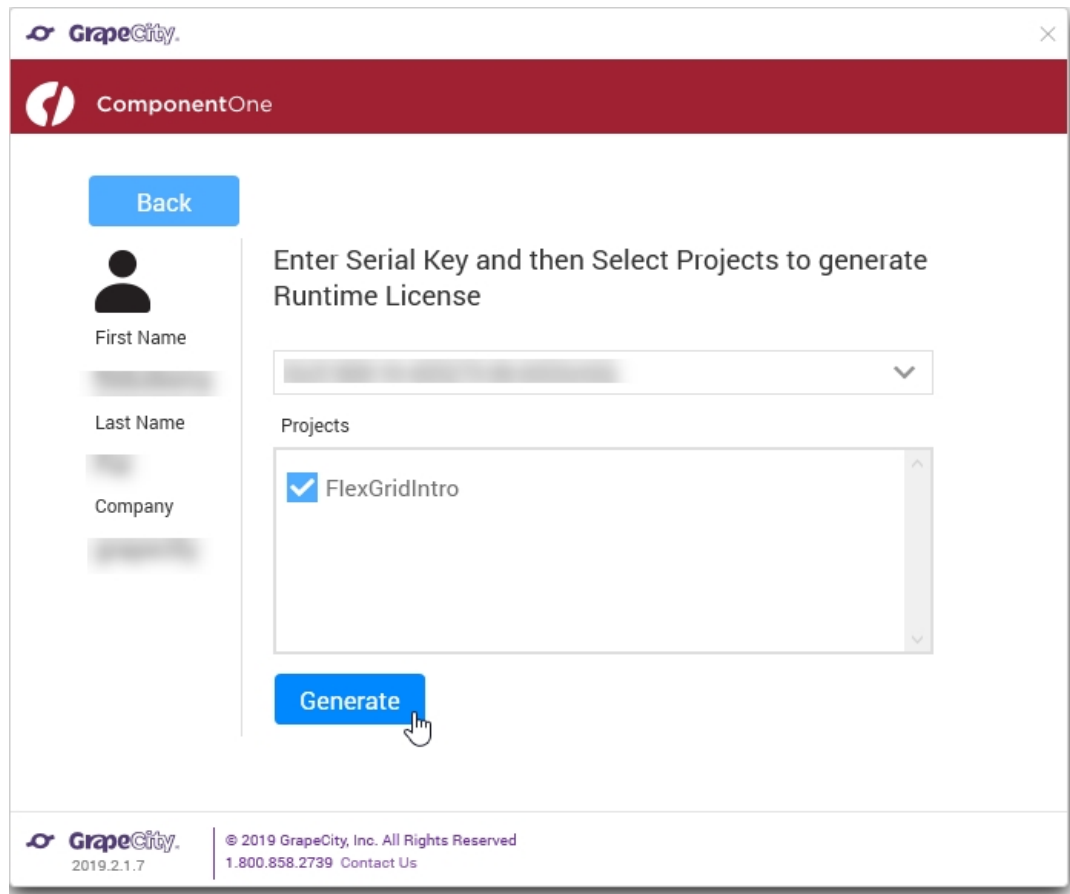 GrapeCity.
ComponentOne
Back
First Name
Last Name
Company
Enter Serial Key and then Select Projects to generate
Runtime License
Projects
FlexGridIntro
Generate
GrapeCity.
2019.2.1.7
© 2019 GrapeCity, Inc. All Rights Reserved
1.800.858.2739 Contact Us